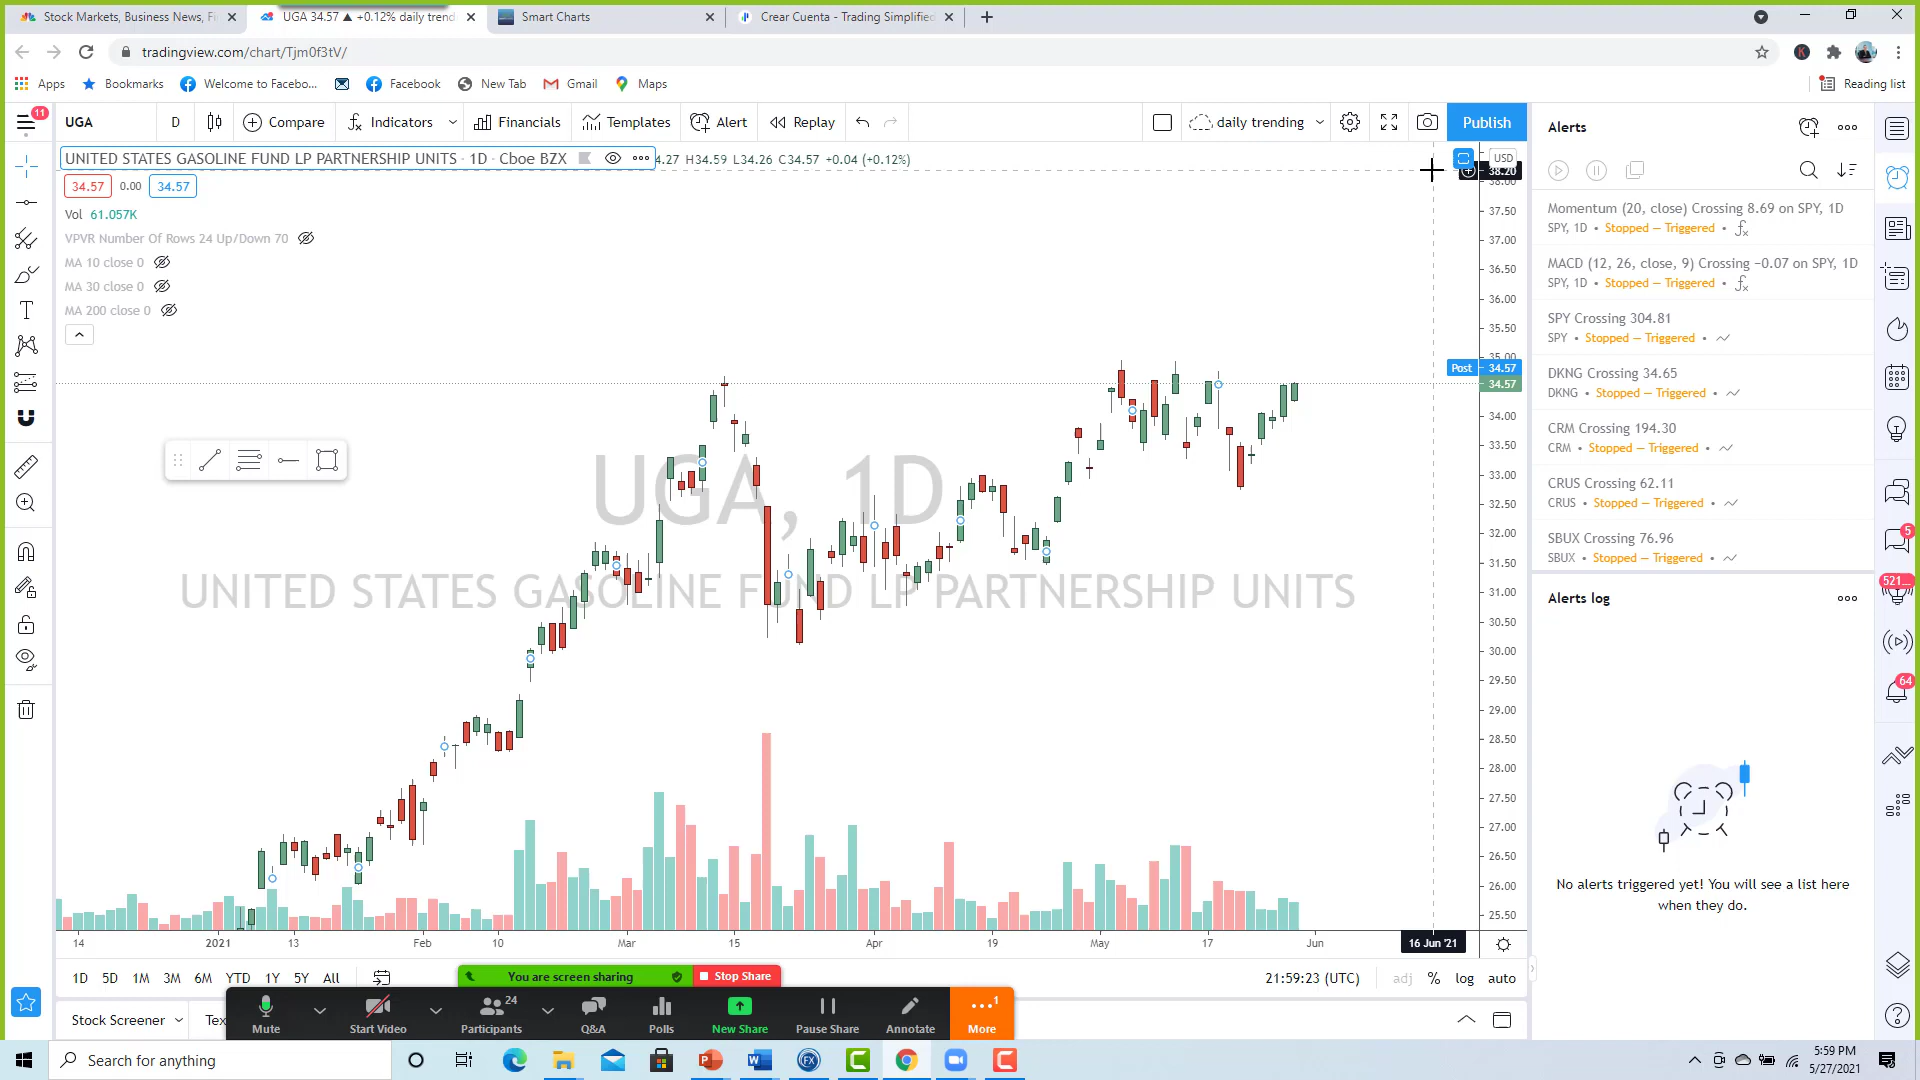 Stock Markets, Business News, Fi
UGA 34.57 ▲ +0.12% daily trend
Smart Charts
Crear Cuenta - Trading Simplified
tradingview.com/chart/Tjm0f3tV/
Apps
Bookmarks
Welcome to Facebo...
Facebook
New Tab
Gmail
Maps
Reading list
11
UGA
D
Compare
Indicators
Financials
Templates
Alert
Replay
daily trending
Publish
UNITED STATES GASOLINE FUND LP PARTNERSHIP UNITS · 1D · Cboe BZX
4.27 H34.59 L34.26 C34.57 +0.04 (+0.12%)
34.57 0.00 34.57
Vol 61.057K
VPVR Number Of Rows 24 Up/Down 70
MA 10 close 0
MA 30 close 0
MA 200 close 0
UGA, 1D
UNITED STATES GASOLINE FUND LP PARTNERSHIP UNITS
USD
38.20
38.00
37.50
37.00
36.50
36.00
35.50
35.00
Post 34.57
34.57
34.00
33.50
33.00
32.50
32.00
31.50
31.00
30.50
30.00
29.50
29.00
28.50
28.00
27.50
27.00
26.50
26.00
25.50
14 2021 13 Feb 10 Mar 15 Apr 19 May 17 Jun 16 Jun '21
1D 5D 1M 3M 6M YTD 1Y 5Y All
21:59:23 (UTC) adj % log auto
You are screen sharing
Stop Share
Stock Screener
Tex
Mute
Start Video
24
Participants
Q&A
Polls
New Share
Pause Share
Annotate
1
More
Alerts
Momentum (20, close) Crossing 8.69 on SPY, 1D
SPY, 1D • Stopped — Triggered •
MACD (12, 26, close, 9) Crossing −0.07 on SPY, 1D
SPY, 1D • Stopped — Triggered •
SPY Crossing 304.81
SPY • Stopped — Triggered •
DKNG Crossing 34.65
DKNG • Stopped — Triggered •
CRM Crossing 194.30
CRM • Stopped — Triggered •
CRUS Crossing 62.11
CRUS • Stopped — Triggered •
SBUX Crossing 76.96
SBUX • Stopped — Triggered •
Alerts log
No alerts triggered yet! You will see a list here
when they do.
5
521
64
Search for anything
5:59 PM
5/27/2021